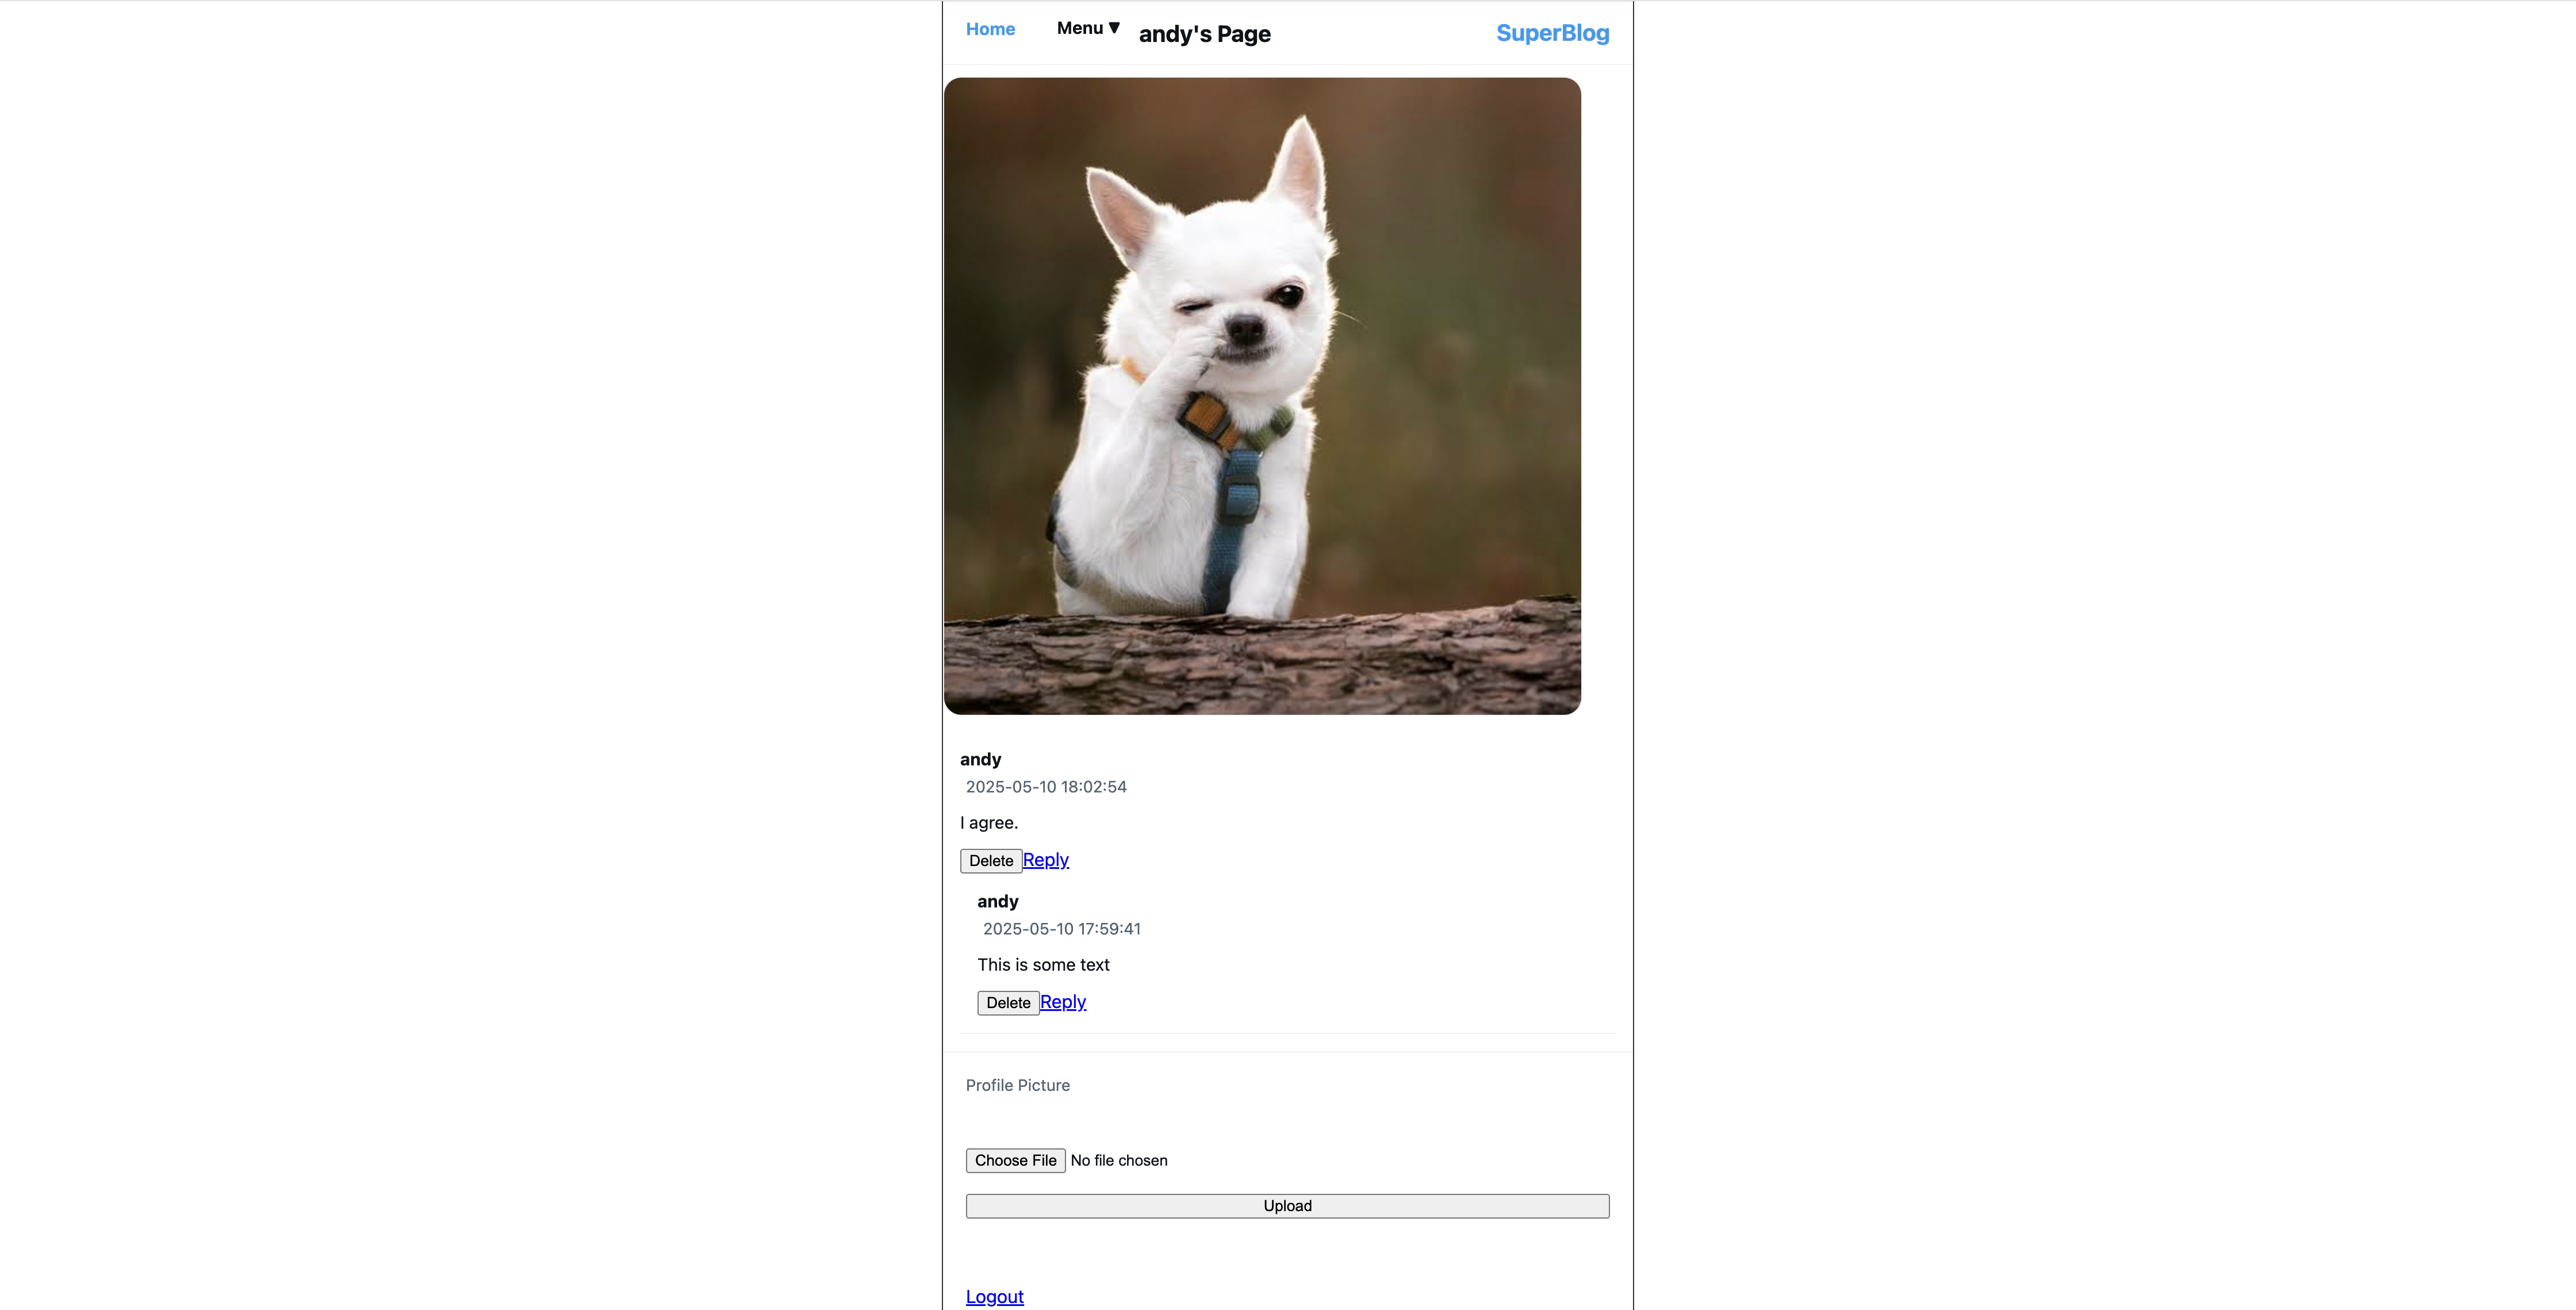 Home Menu ▼ andy's Page SuperBlog
andy
2025-05-10 18:02:54
I agree.
Delete Reply
andy
2025-05-10 17:59:41
This is some text
Delete Reply
Profile Picture
Choose File No file chosen
Upload
Logout